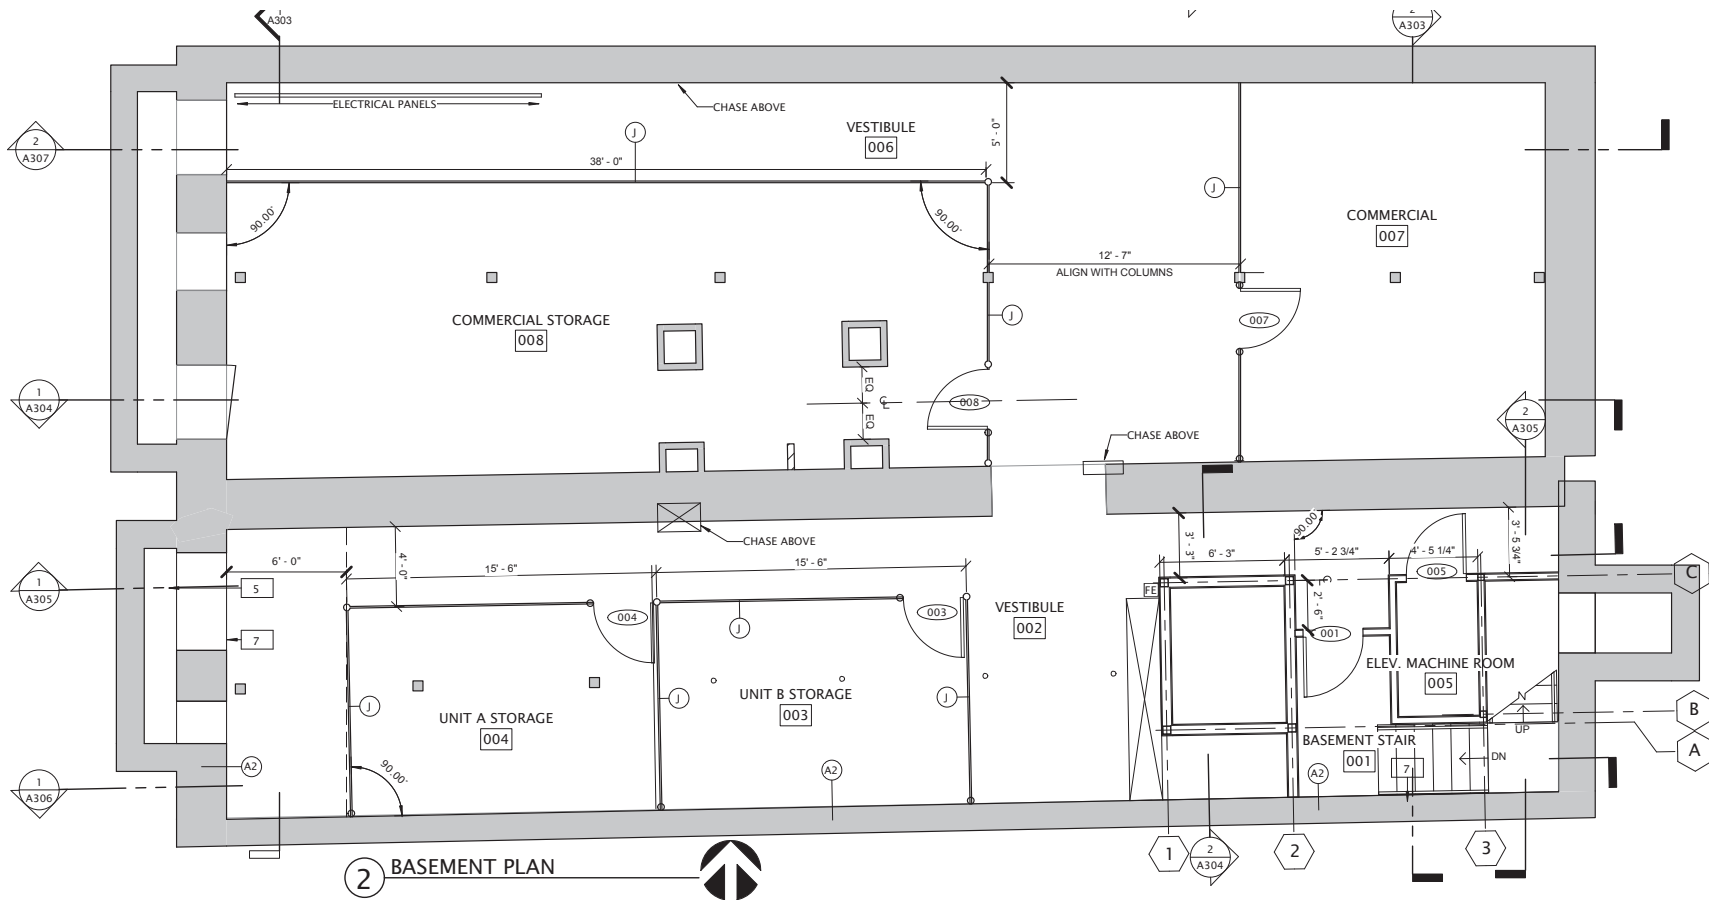 1
A303
2
A303
ELECTRICAL PANELS
CHASE ABOVE
VESTIBULE
006
5' - 0"
J
2
A307
38' - 0"
J
90.00°
90.00°
COMMERCIAL
007
12' - 7"
ALIGN WITH COLUMNS
COMMERCIAL STORAGE
008
J
007
EQ
CL
EQ
008
1
A304
2
A305
CHASE ABOVE
CHASE ABOVE
4' - 0"
6' - 0"
15' - 6"
15' - 6"
3' - 3"
6' - 3"
90.00°
5' - 2 3/4"
4' - 5 1/4"
3' - 5 3/4"
005
CL
C
1
A305
5
FE
2' - 6"
004
003
J
VESTIBULE
002
001
7
ELEV. MACHINE ROOM
005
UNIT B STORAGE
003
J
J
J
UNIT A STORAGE
004
N
UP
B
BASEMENT STAIR
001
A
DN
7
A2
90.00°
A2
A2
1
A306
1
2
A304
2
3
2
BASEMENT PLAN